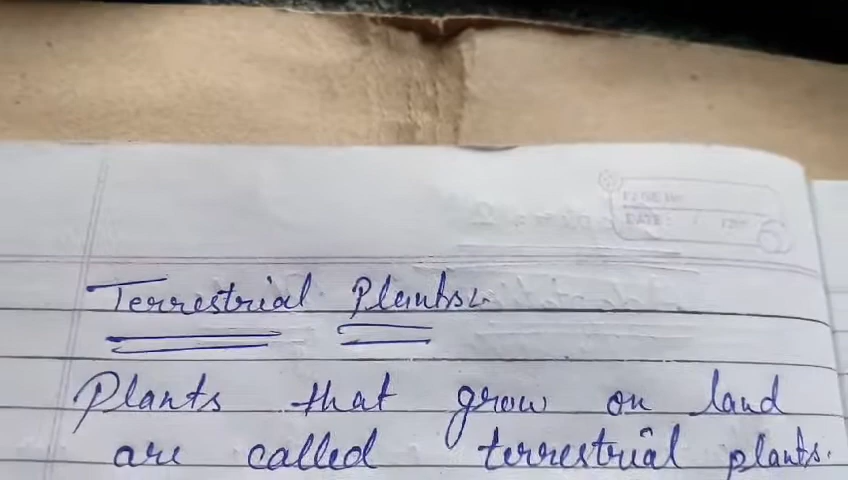 Terrestrial Plants:-
Plants that grow on land
are called terrestrial plants.